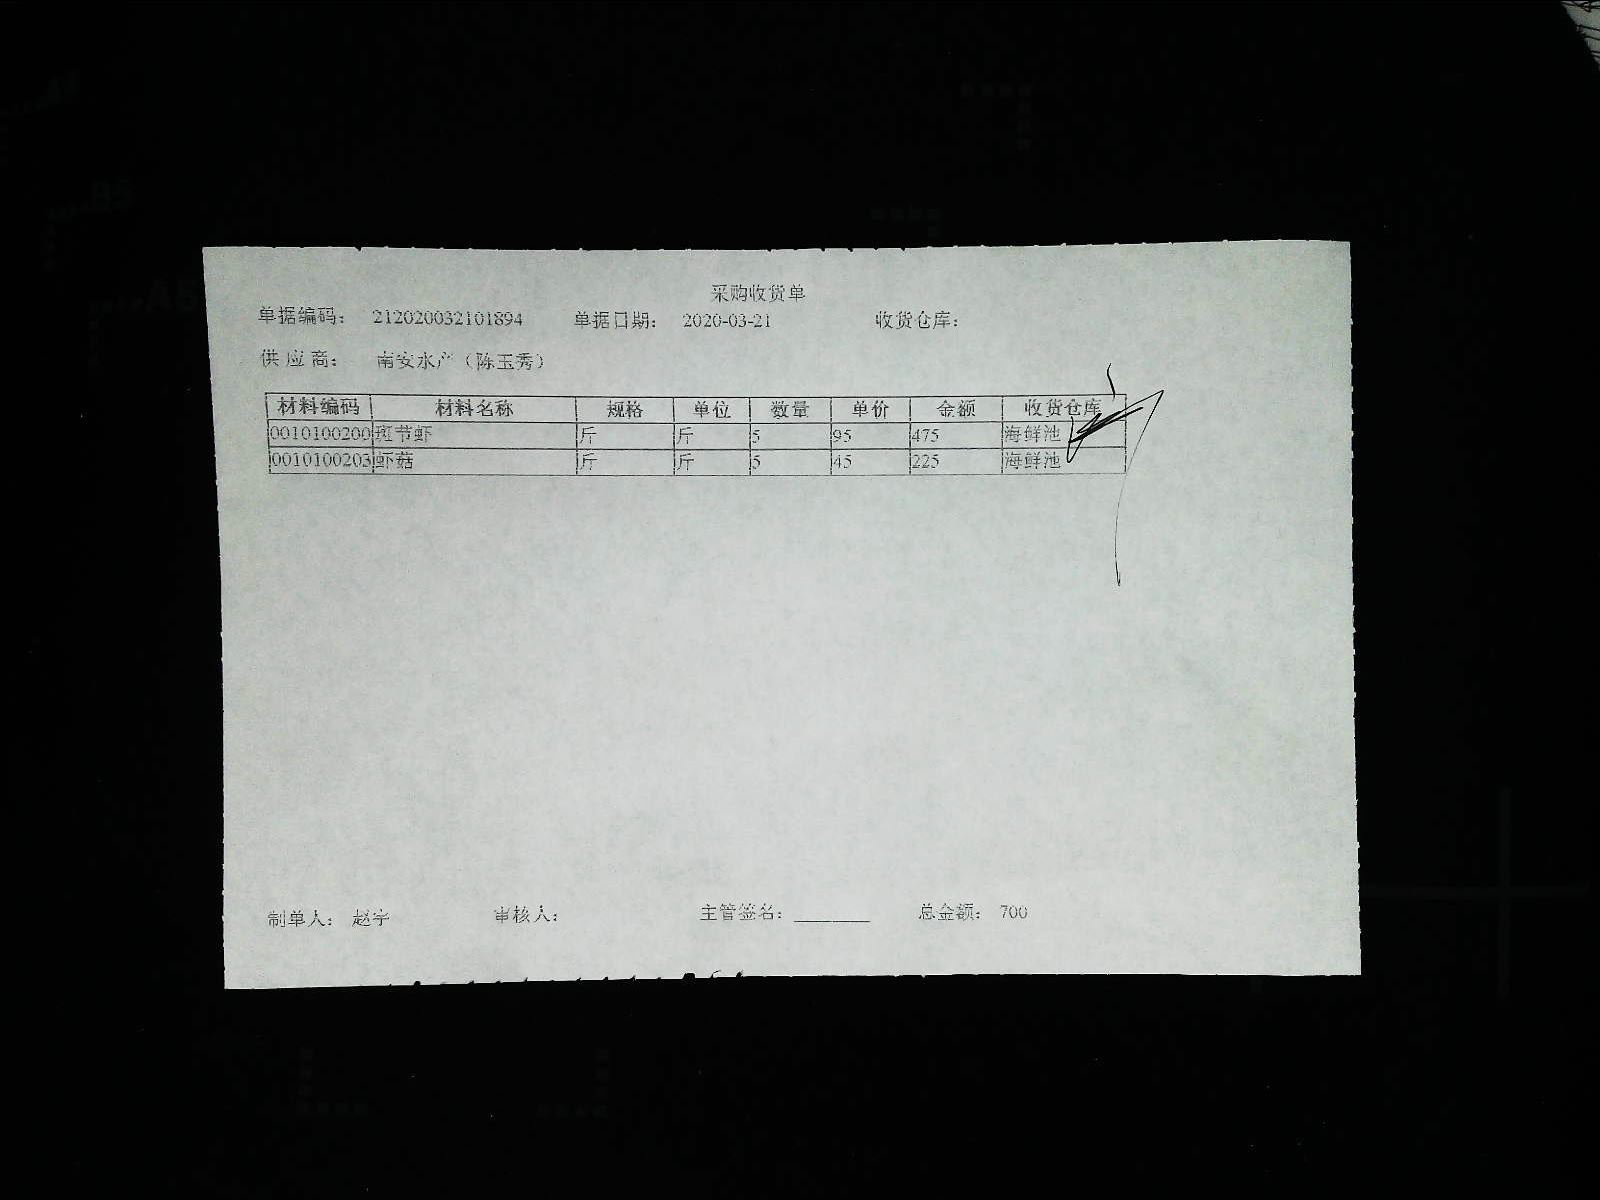 采购收货单
单据编码： 212020032101894 单据日期： 2020-03-21 收货仓库：
供应商： 南安水产（陈玉秀）
材料编码 材料名称 规格 单位 数量 单价 金额 收货仓库
0010100200 斑节虾 斤 斤 5 95 475 海鲜池
0010100203 虾菇 斤 斤 5 45 225 海鲜池
制单人： 赵宇 审核人： 主管签名： ________ 总金额： 700